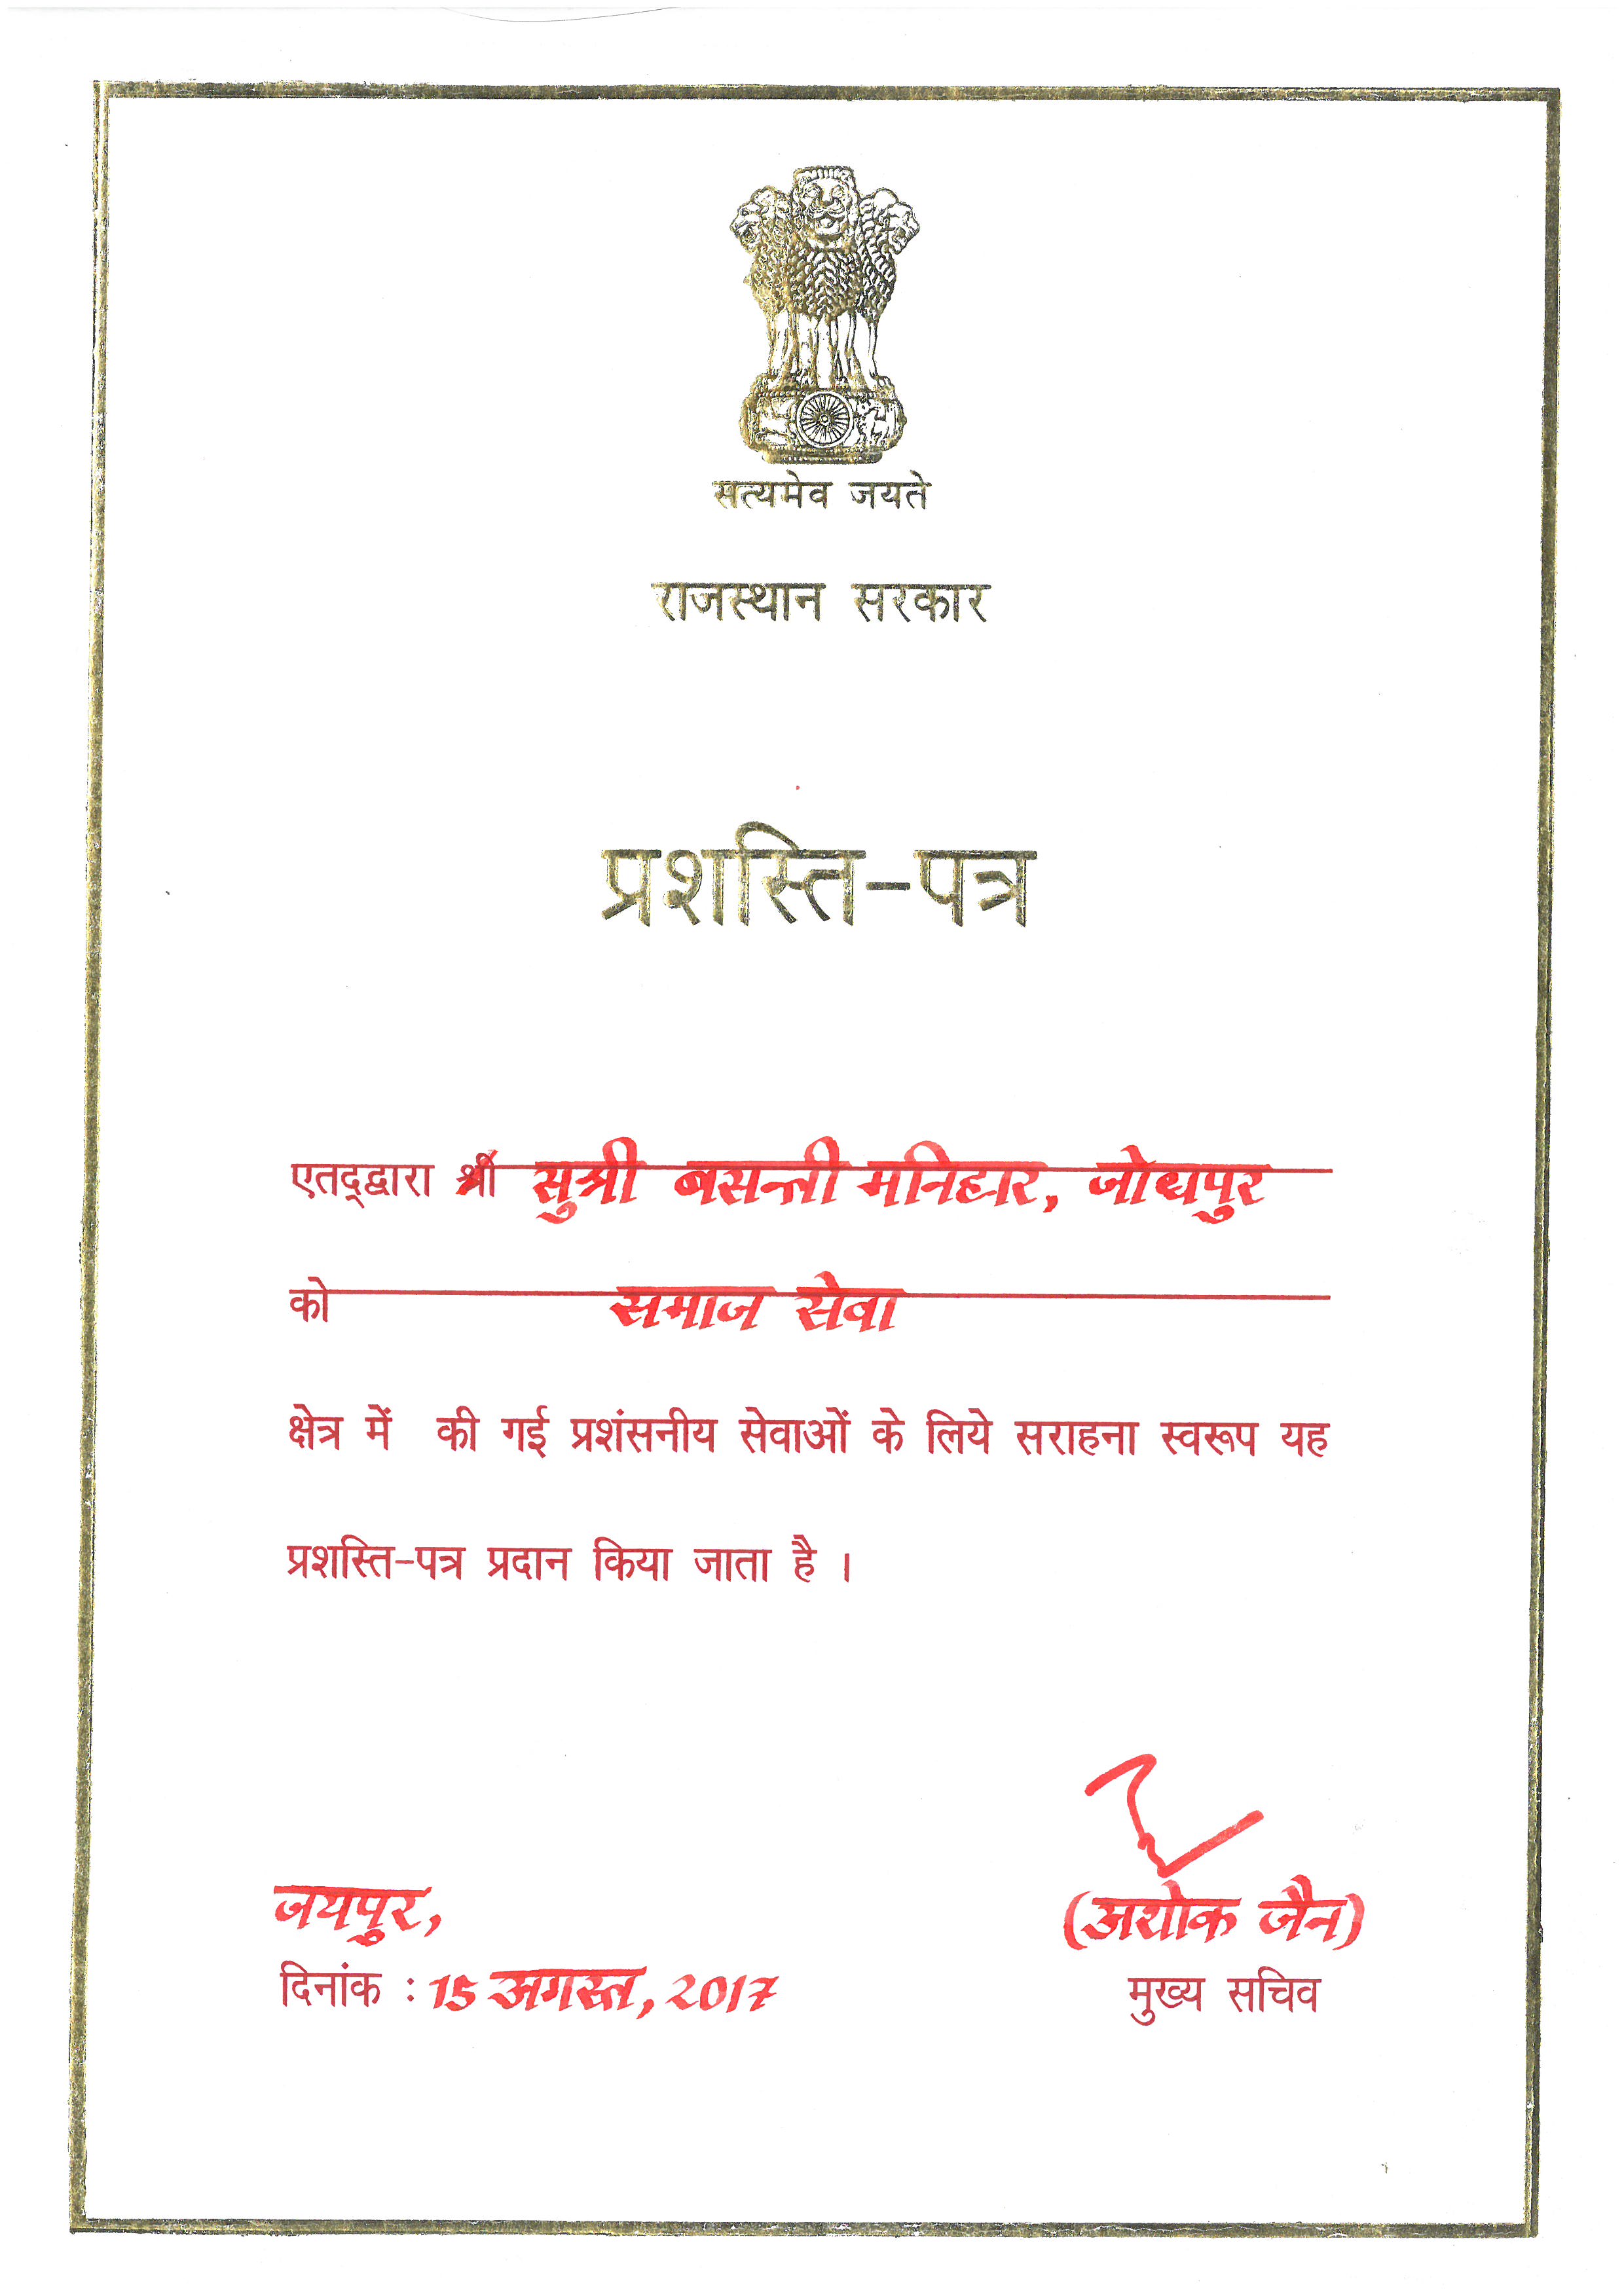 सत्यमेव जयते
राजस्थान सरकार
प्रशस्ति-पत्र
एतद्द्वारा श्री सुश्री बसन्ती मनिहार, जोधपुर
को समाज सेवा
क्षेत्र में की गई प्रशंसनीय सेवाओं के लिये सराहना स्वरूप यह
प्रशस्ति-पत्र प्रदान किया जाता है ।
जयपुर,
(अशोक जैन)
दिनांक : 15 अगस्त, 2017
मुख्य सचिव